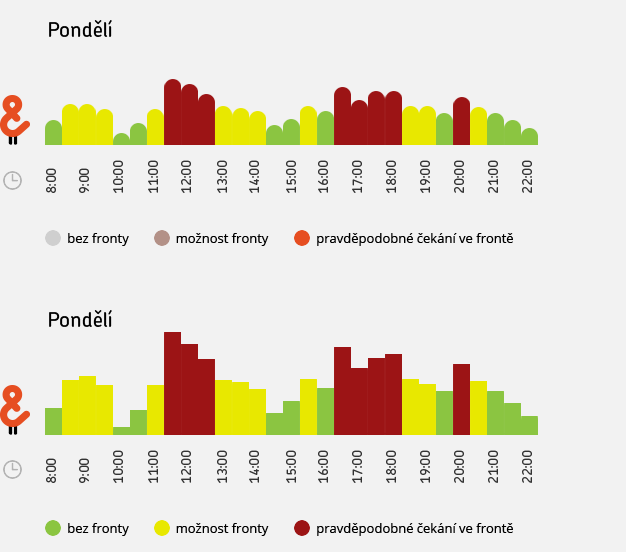 Pondělí
8:00 9:00 10:00 11:00 12:00 13:00 14:00 15:00 16:00 17:00 18:00 19:00 20:00 21:00 22:00
bez fronty možnost fronty pravděpodobné čekání ve frontě
Pondělí
8:00 9:00 10:00 11:00 12:00 13:00 14:00 15:00 16:00 17:00 18:00 19:00 20:00 21:00 22:00
bez fronty možnost fronty pravděpodobné čekání ve frontě